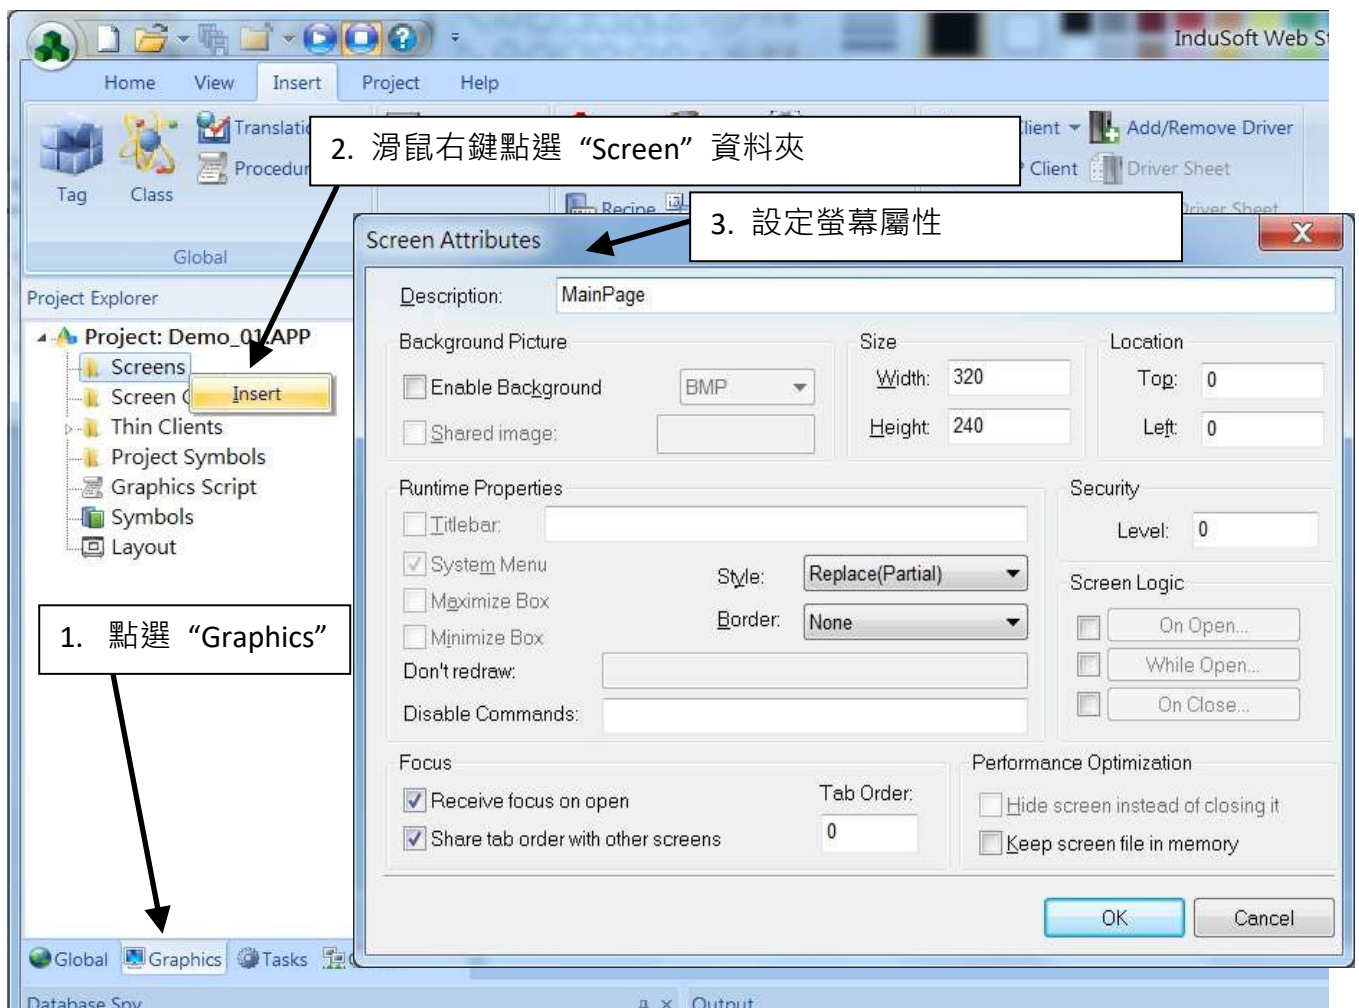 InduSoft Web St
Home View Insert Project Help
Tag
Class
Translatio
Procedur
Recipe
lient
Client
Add/Remove Driver
Driver Sheet
Driver Sheet
Global
2. 滑鼠右鍵點選 “Screen” 資料夾
3. 設定螢幕屬性
Project Explorer
Project: Demo_01.APP
Screens
Insert
Screen G
Thin Clients
Project Symbols
Graphics Script
Symbols
Layout
1. 點選 “Graphics”
Global Graphics Tasks
Database Spy
Output
Screen Attributes
Description: MainPage
Background Picture
Enable Background BMP
Shared image:
Size
Width: 320
Height: 240
Location
Top: 0
Left: 0
Runtime Properties
Titlebar:
System Menu
Maximize Box
Minimize Box
Style: Replace(Partial)
Border: None
Don't redraw:
Disable Commands:
Security
Level: 0
Screen Logic
On Open...
While Open...
On Close...
Focus
Receive focus on open
Share tab order with other screens
Tab Order:
0
Performance Optimization
Hide screen instead of closing it
Keep screen file in memory
OK Cancel